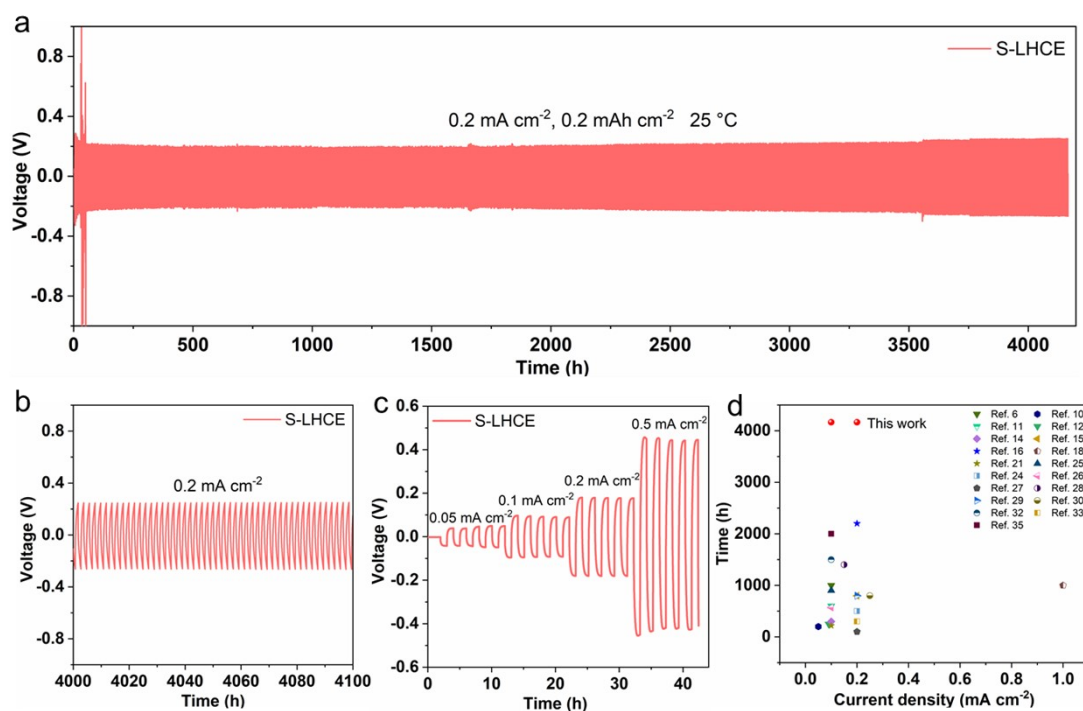 a
0.8
0.4
0.0
-0.4
-0.8
Voltage (V)
S-LHCE
0.2 mA cm⁻², 0.2 mAh cm⁻² 25 °C
0 500 1000 1500 2000 2500 3000 3500 4000
Time (h)
b
0.8
0.4
0.0
-0.4
-0.8
Voltage (V)
S-LHCE
0.2 mA cm⁻²
4000 4020 4040 4060 4080 4100
Time (h)
c
0.6
0.4
0.2
0.0
-0.2
-0.4
-0.6
Voltage (V)
S-LHCE
0.5 mA cm⁻²
0.2 mA cm⁻²
0.1 mA cm⁻²
0.05 mA cm⁻²
0 10 20 30 40
Time (h)
d
4000
3000
2000
1000
0
Time (h)
This work
Ref. 6 Ref. 10
Ref. 11 Ref. 12
Ref. 14 Ref. 15
Ref. 16 Ref. 18
Ref. 21 Ref. 25
Ref. 24 Ref. 26
Ref. 27 Ref. 28
Ref. 29 Ref. 30
Ref. 32 Ref. 33
Ref. 35
0.0 0.2 0.4 0.6 0.8 1.0
Current density (mA cm⁻²)